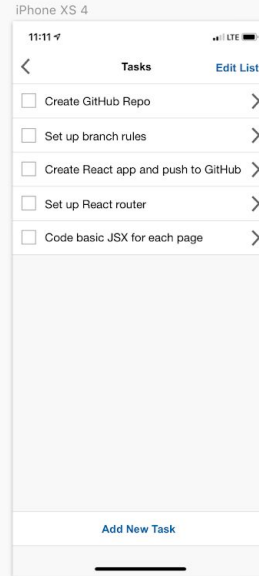 iPhone XS 4
11:11 LTE
Tasks Edit List
Create GitHub Repo
Set up branch rules
Create React app and push to GitHub
Set up React router
Code basic JSX for each page
Add New Task